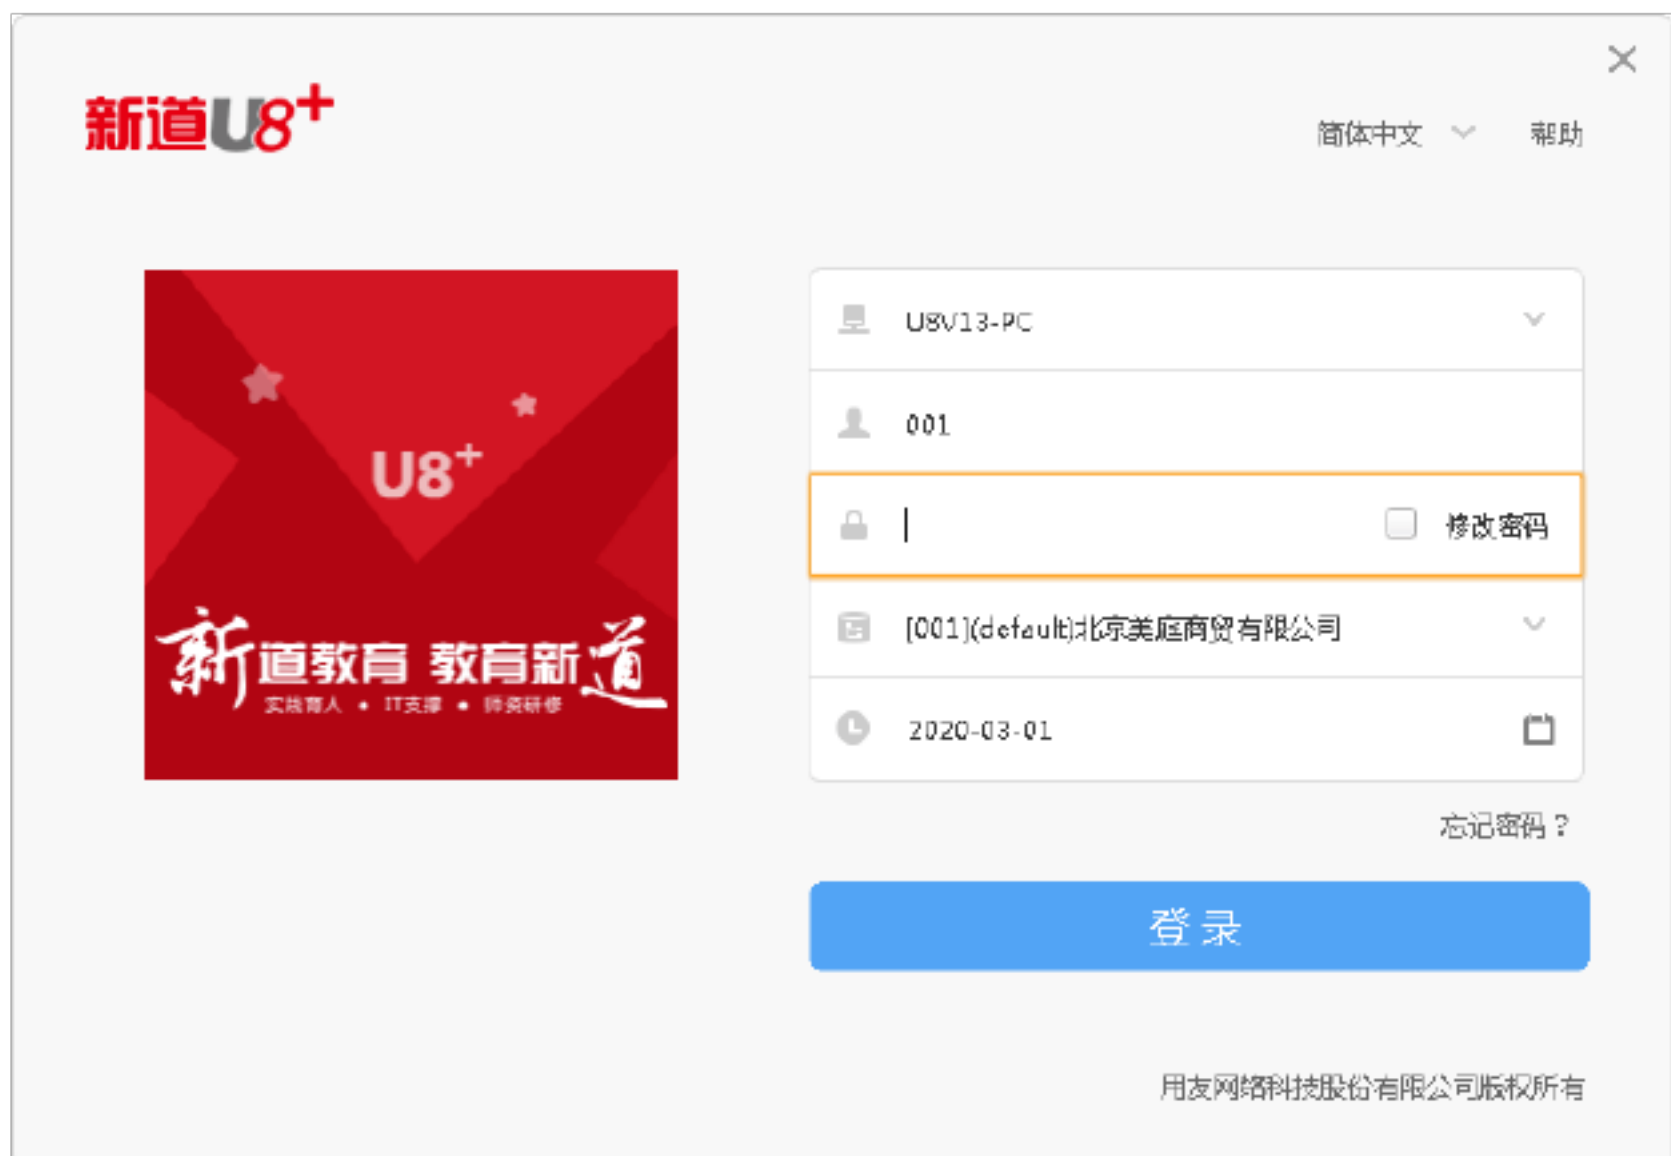 新道U8+
简体中文 帮助
U8+
新道教育 教育新道
实践育人 • IT支撑 • 师资研修
U8V13-PC
001
修改密码
[001](default)北京美庭商贸有限公司
2020-03-01
忘记密码？
登录
用友网络科技股份有限公司版权所有